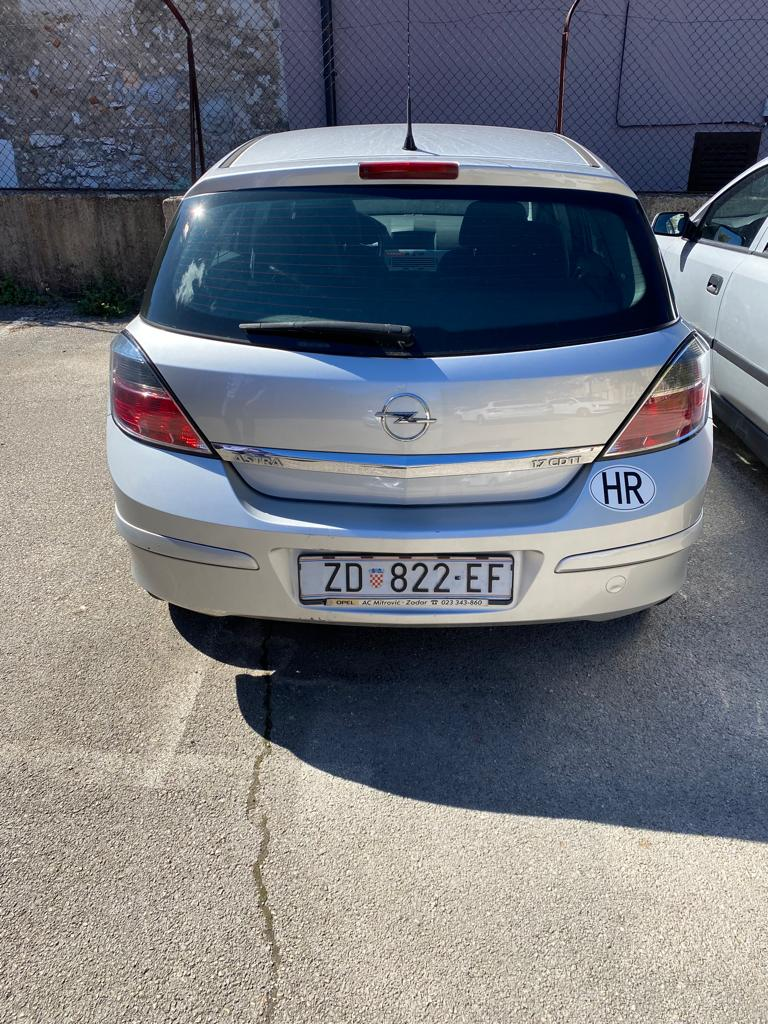 ASTRA
1.7 CDTI
HR
ZD 822-EF
OPEL AC Mitrović - Zadar ☎ 023 343-860